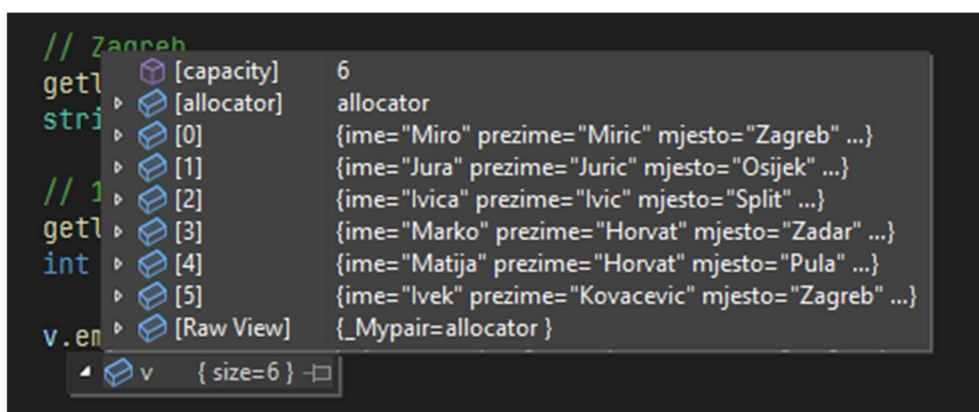 // Zagreb
[capacity] 6
getl
[allocator] allocator
stri
[0] {ime="Miro" prezime="Miric" mjesto="Zagreb" ...}
[1] {ime="Jura" prezime="Juric" mjesto="Osijek" ...}
// 1
[2] {ime="Ivica" prezime="Ivic" mjesto="Split" ...}
getl
[3] {ime="Marko" prezime="Horvat" mjesto="Zadar" ...}
int
[4] {ime="Matija" prezime="Horvat" mjesto="Pula" ...}
[5] {ime="Ivek" prezime="Kovacevic" mjesto="Zagreb" ...}
v.em
[Raw View] {_Mypair=allocator }
v { size=6 }